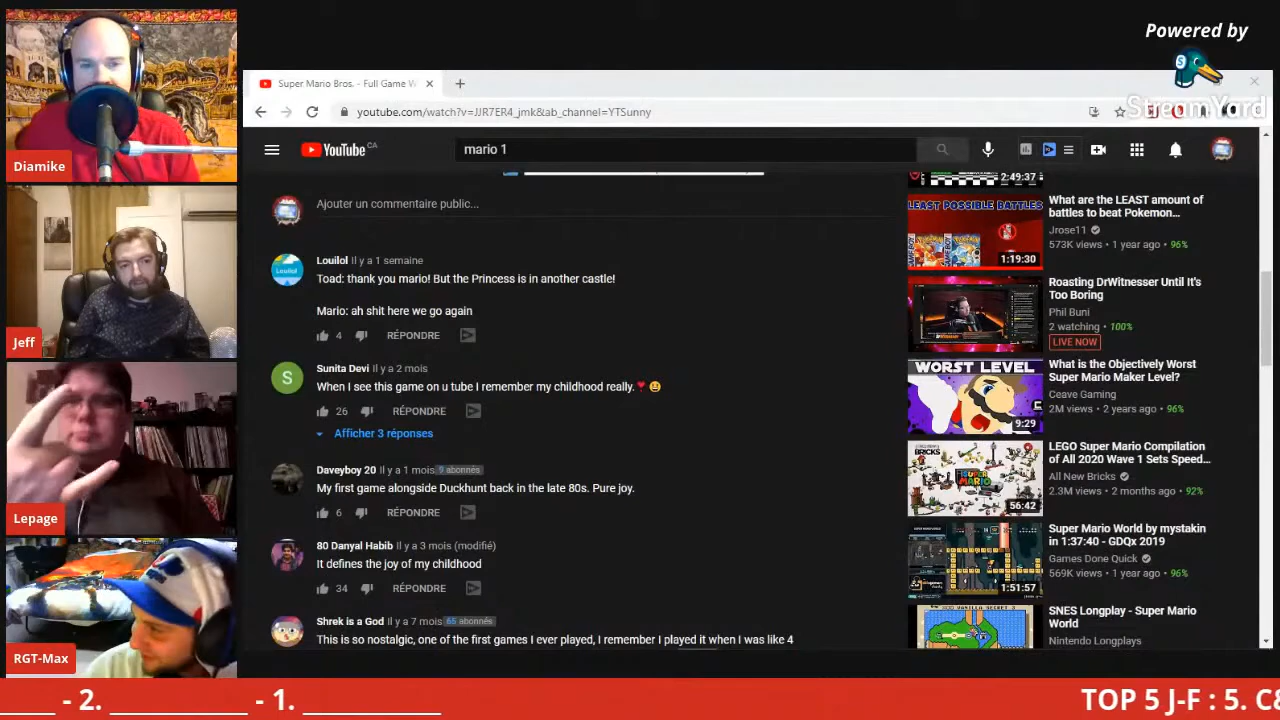 Powered by
StreamYard
Diamike
Jeff
Lepage
RGT-Max
Super Mario Bros. - Full Game W
youtube.com/watch?v=JJR7ER4_jmk&ab_channel=YTSunny
YouTube CA
mario 1
Ajouter un commentaire public...
Louilol Il y a 1 semaine
Toad: thank you mario! But the Princess is in another castle!
Mario: ah shit here we go again
4 RÉPONDRE
S
Sunita Devi Il y a 2 mois
When I see this game on u tube I remember my childhood really.❣️😆
26 RÉPONDRE
Afficher 3 réponses
Daveyboy 20 Il y a 1 mois 9 abonnés
My first game alongside Duckhunt back in the late 80s. Pure joy.
6 RÉPONDRE
80 Danyal Habib Il y a 3 mois (modifié)
It defines the joy of my childhood
34 RÉPONDRE
Shrek is a God Il y a 7 mois 65 abonnés
This is so nostalgic, one of the first games I ever played, I remember I played it when I was like 4
2:49:37
LEAST POSSIBLE BATTLES
1:19:30
What are the LEAST amount of
battles to beat Pokemon...
Jrose11
573K views • 1 year ago • 96%
Roasting DrWitnesser Until It's
Too Boring
Phil Buni
2 watching • 100%
LIVE NOW
WORST LEVEL
9:29
What is the Objectively Worst
Super Mario Maker Level?
Ceave Gaming
2M views • 2 years ago • 96%
BRICKS
SUPER MARIO
56:42
LEGO Super Mario Compilation
of All 2020 Wave 1 Sets Speed...
All New Bricks
2.3M views • 2 months ago • 92%
1:51:57
Super Mario World by mystakin
in 1:37:40 - GDQx 2019
Games Done Quick
569K views • 1 year ago • 96%
VANILLA SECRET 3
SNES Longplay - Super Mario
World
Nintendo Longplays
____ - 2. __________ - 1. __________ TOP 5 J-F : 5. C